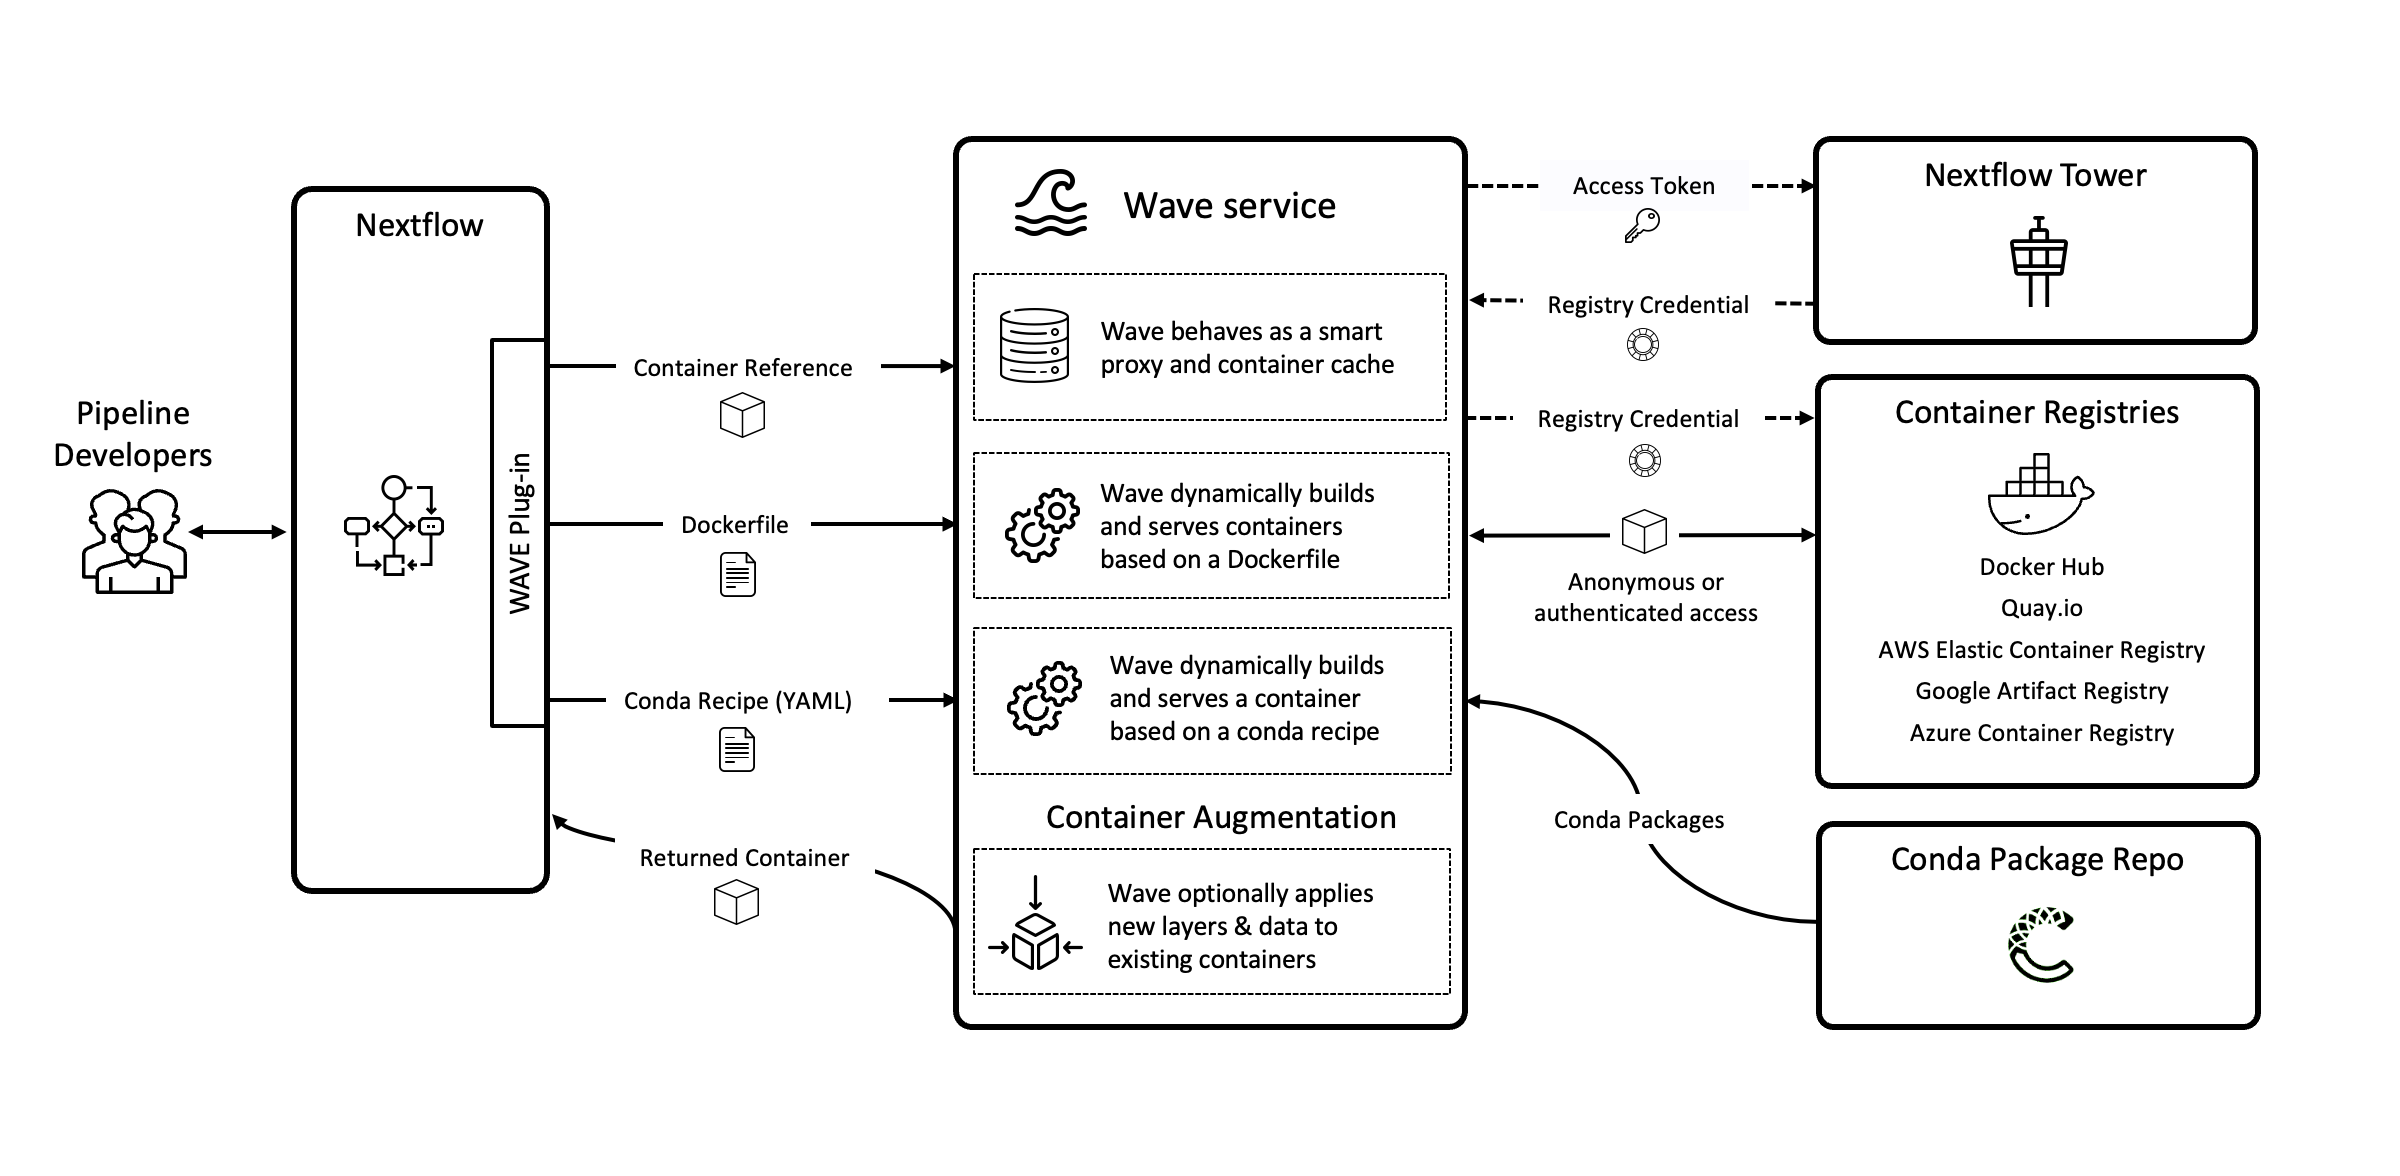 Pipeline
Developers
Nextflow
WAVE Plug-in
Container Reference
Dockerfile
Conda Recipe (YAML)
Returned Container
Wave service
Wave behaves as a smart
proxy and container cache
Wave dynamically builds
and serves containers
based on a Dockerfile
Wave dynamically builds
and serves a container
based on a conda recipe
Container Augmentation
Wave optionally applies
new layers & data to
existing containers
Access Token
Registry Credential
Registry Credential
Anonymous or
authenticated access
Conda Packages
Nextflow Tower
Container Registries
Docker Hub
Quay.io
AWS Elastic Container Registry
Google Artifact Registry
Azure Container Registry
Conda Package Repo